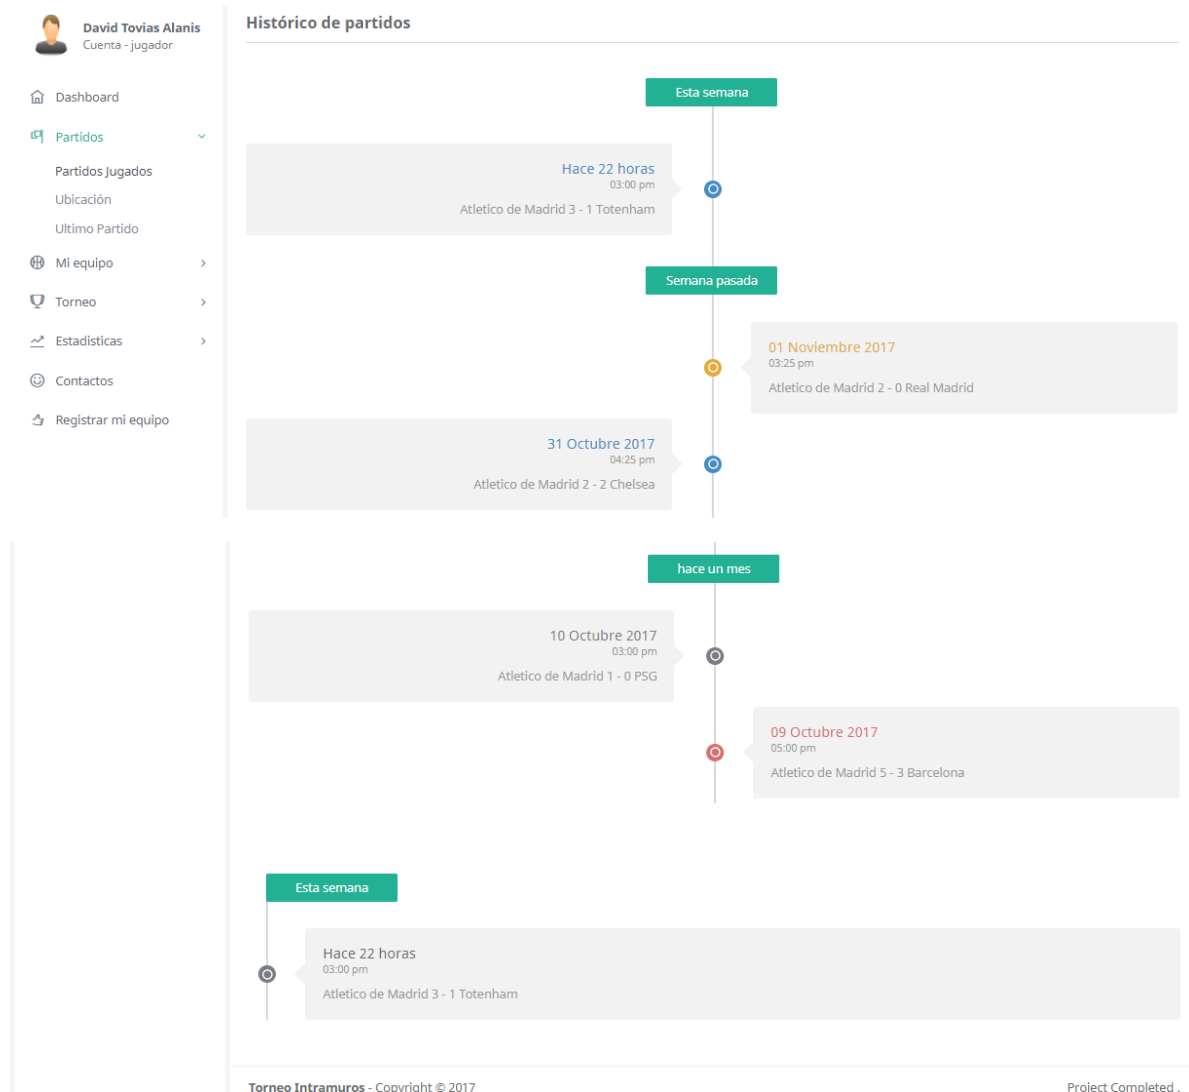 David Tovias Alanis
Cuenta - jugador
Dashboard
Partidos
Partidos Jugados
Ubicación
Ultimo Partido
Mi equipo
Torneo
Estadisticas
Contactos
Registrar mi equipo
Histórico de partidos
Esta semana
Hace 22 horas
03:00 pm
Atletico de Madrid 3 - 1 Totenham
Semana pasada
01 Noviembre 2017
03:25 pm
Atletico de Madrid 2 - 0 Real Madrid
31 Octubre 2017
04:25 pm
Atletico de Madrid 2 - 2 Chelsea
hace un mes
10 Octubre 2017
03:00 pm
Atletico de Madrid 1 - 0 PSG
09 Octubre 2017
05:00 pm
Atletico de Madrid 5 - 3 Barcelona
Esta semana
Hace 22 horas
03:00 pm
Atletico de Madrid 3 - 1 Totenham
Torneo Intramuros - Copyright © 2017
Project Completed .